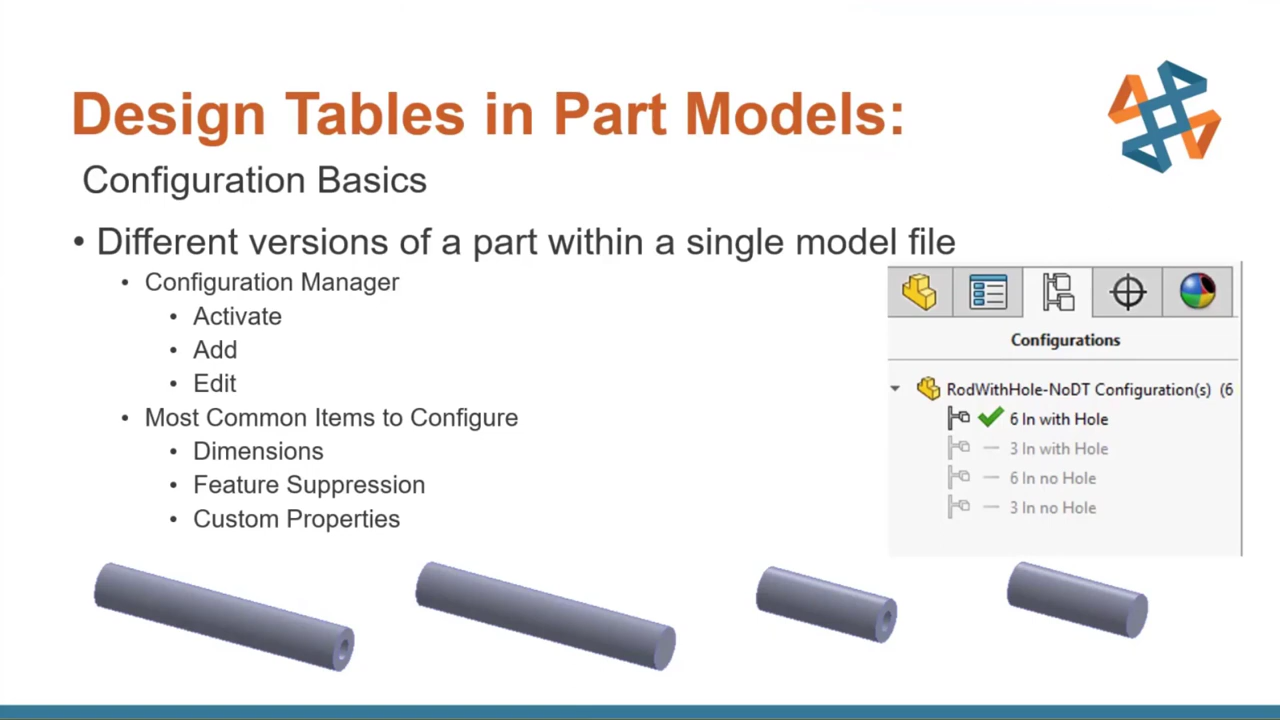 Design Tables in Part Models:
Configuration Basics
• Different versions of a part within a single model file
• Configuration Manager
• Activate
• Add
• Edit
• Most Common Items to Configure
• Dimensions
• Feature Suppression
• Custom Properties
Configurations
RodWithHole-NoDT Configuration(s) (6
6 In with Hole
3 In with Hole
6 In no Hole
3 In no Hole